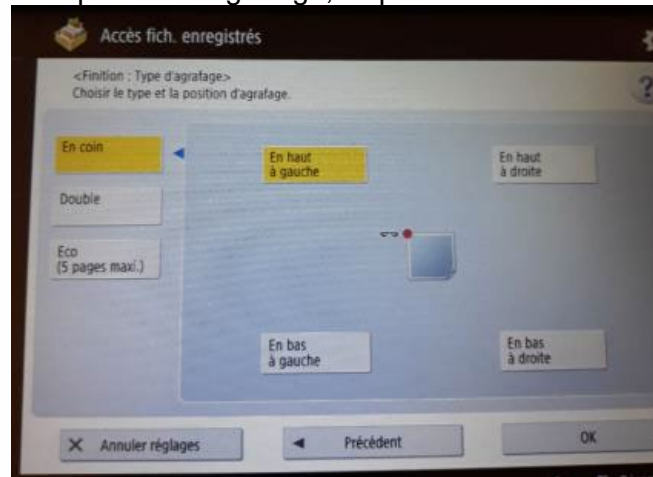 Accès fich. enregistrés
<Finition : Type d'agrafage>
Choisir le type et la position d'agrafage.
?
En coin
En haut
à gauche
En haut
à droite
Double
Eco
(5 pages maxi.)
En bas
à gauche
En bas
à droite
Annuler réglages
Précédent
OK